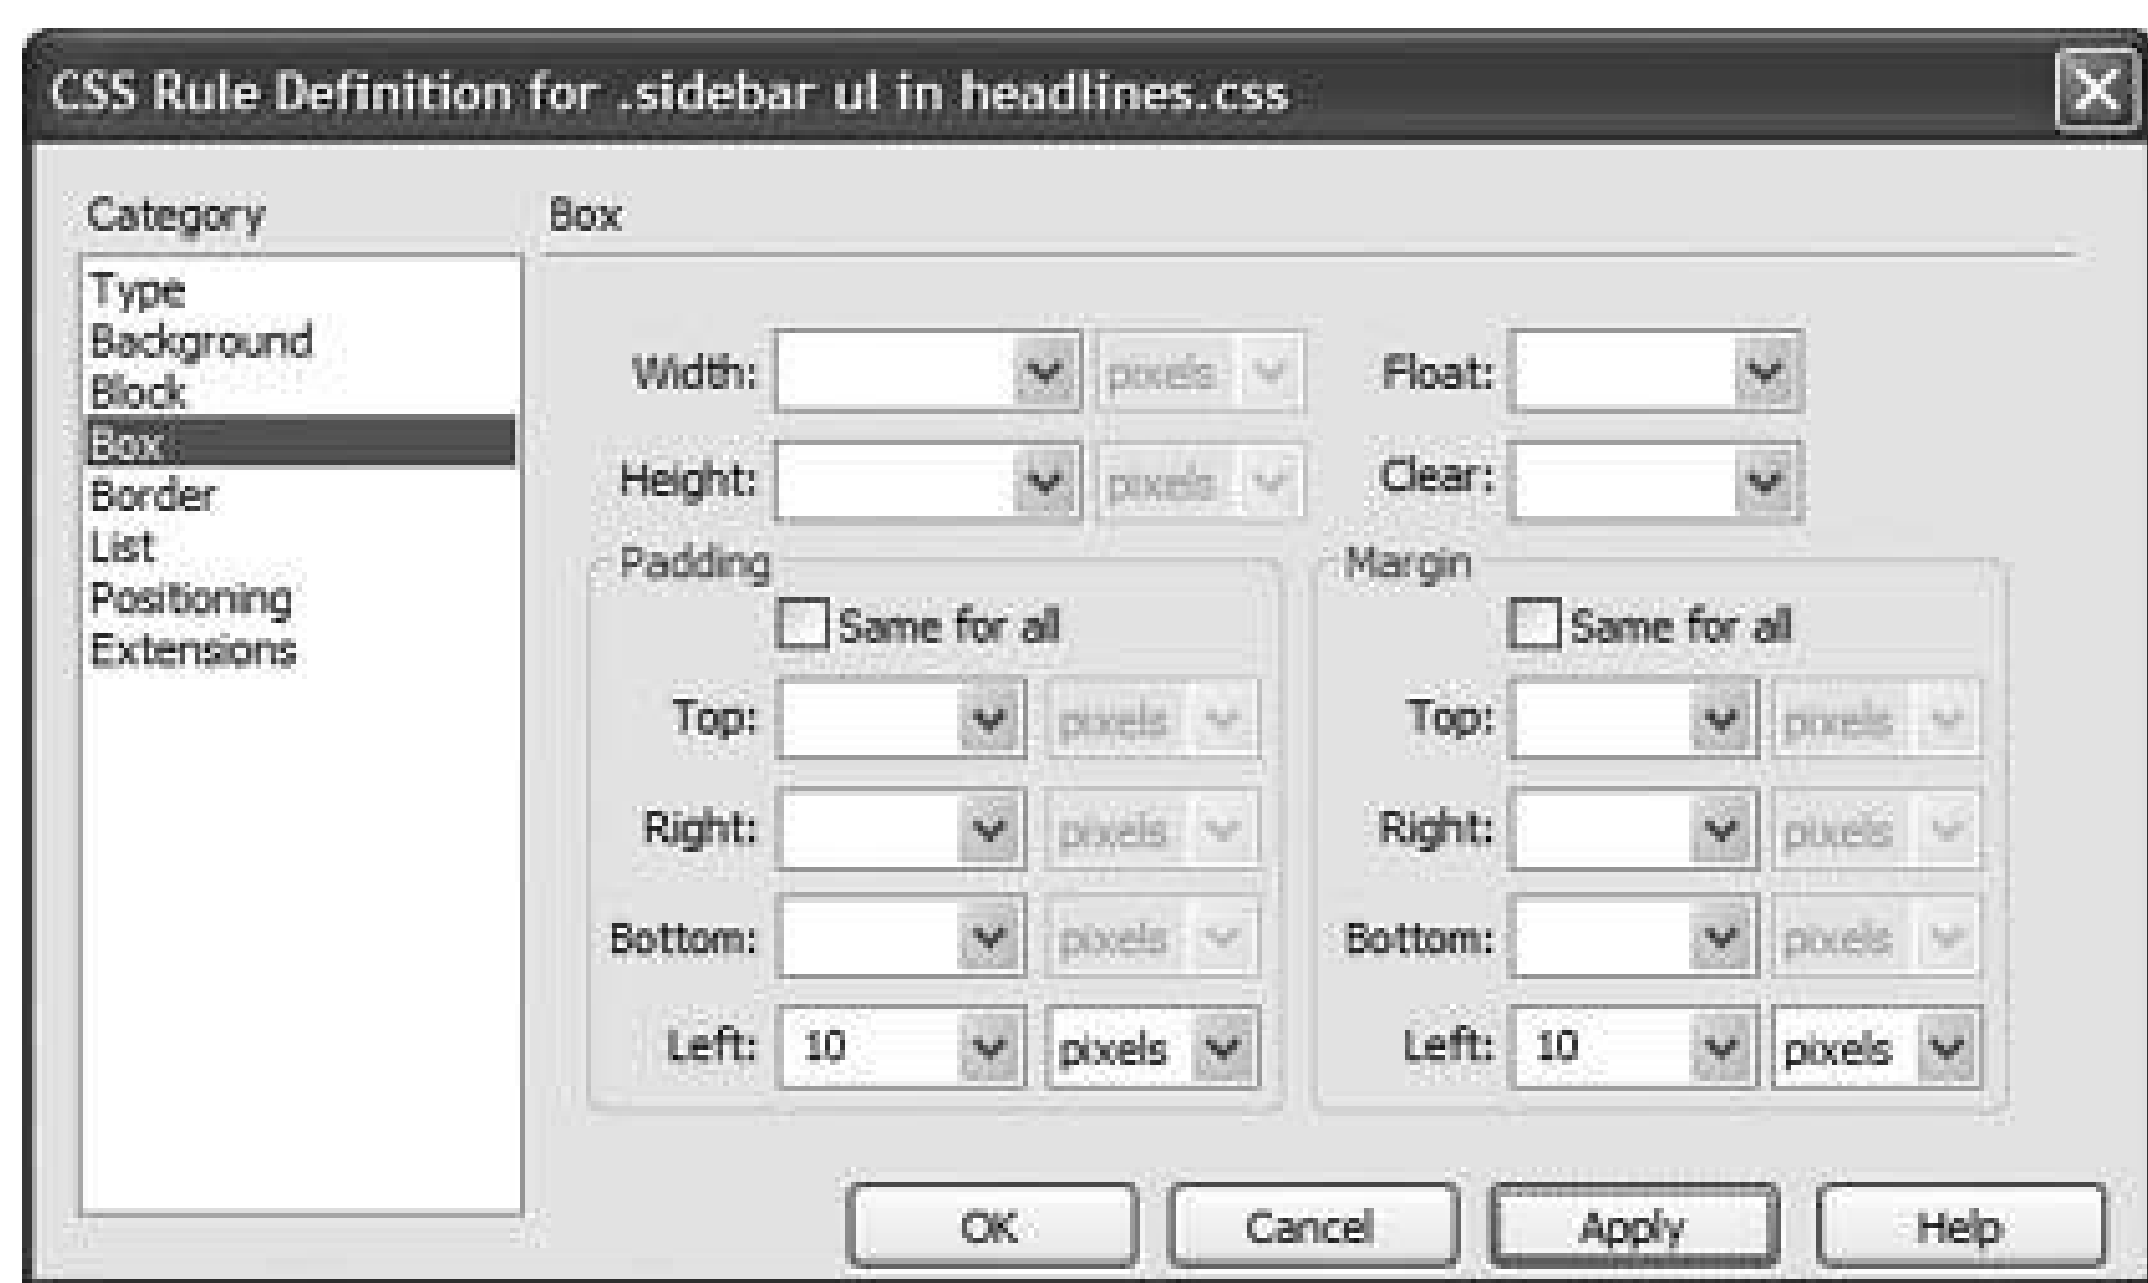 CSS Rule Definition for .sidebar ul in headlines.css
Category
Type
Background
Block
Box
Border
List
Positioning
Extensions
Box
Width: pixels Float:
Height: pixels Clear:
Padding
Same for all
Top: pixels
Right: pixels
Bottom: pixels
Left: 10 pixels
Margin
Same for all
Top: pixels
Right: pixels
Bottom: pixels
Left: 10 pixels
OK Cancel Apply Help